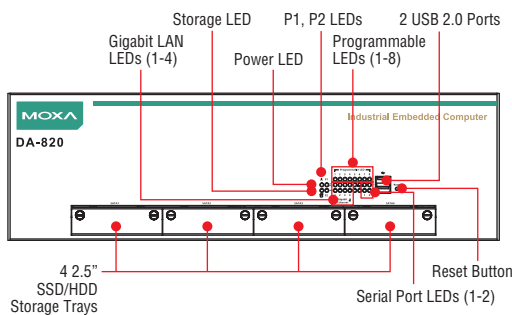 Storage LED
P1, P2 LEDs
2 USB 2.0 Ports
Gigabit LAN
LEDs (1-4)
Power LED
Programmable
LEDs (1-8)
MOXA
Industrial Embedded Computer
DA-820
4 2.5"
SSD/HDD
Storage Trays
Reset Button
Serial Port LEDs (1-2)